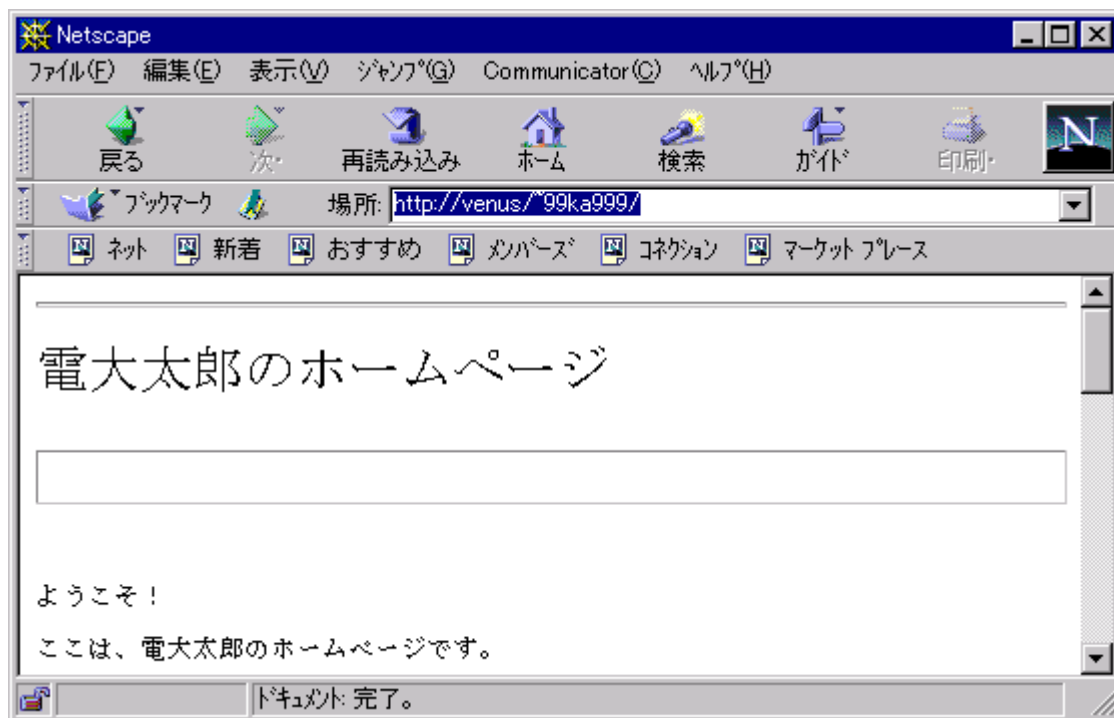 Netscape
ﾌｧｲﾙ(F) 編集(E) 表示(V) ｼﾞｬﾝﾌﾟ(G) Communicator(C) ﾍﾙﾌﾟ(H)
戻る 次 再読み込み ホーム 検索 ガイド 印刷 N
ﾌﾞｯｸﾏｰｸ 場所: http://venus/~99ka999/
ﾈｯﾄ 新着 おすすめ ﾒﾝﾊﾞｰｽﾞ ｺﾈｸｼｮﾝ ﾏｰｹｯﾄ ﾌﾟﾚｰｽ
電大太郎のホームページ
ようこそ！
ここは、電大太郎のホームページです。
ﾄﾞｷｭﾒﾝﾄ: 完了。